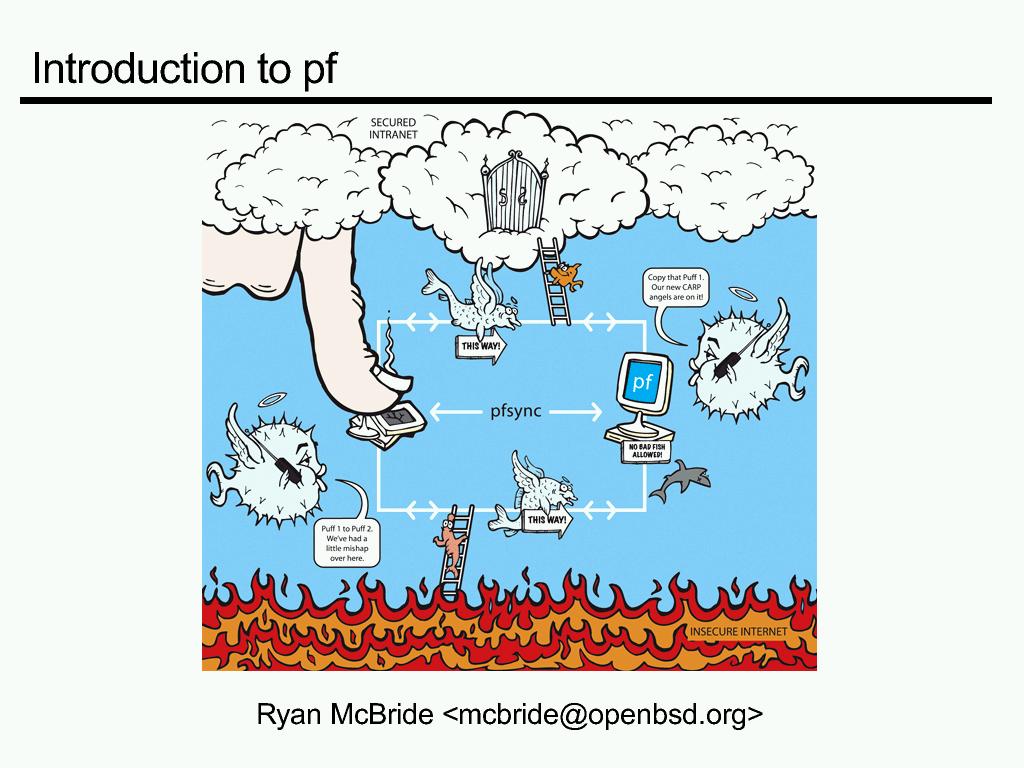 Introduction to pf
SECURED
INTRANET
Copy that Puff 1.
Our new CARP
angels are on it!
THIS WAY!
pf
pfsync
NO BAD FISH
ALLOWED!
THIS WAY!
Puff 1 to Puff 2.
We've had a
little mishap
over here.
INSECURE INTERNET
Ryan McBride <mcbride@openbsd.org>